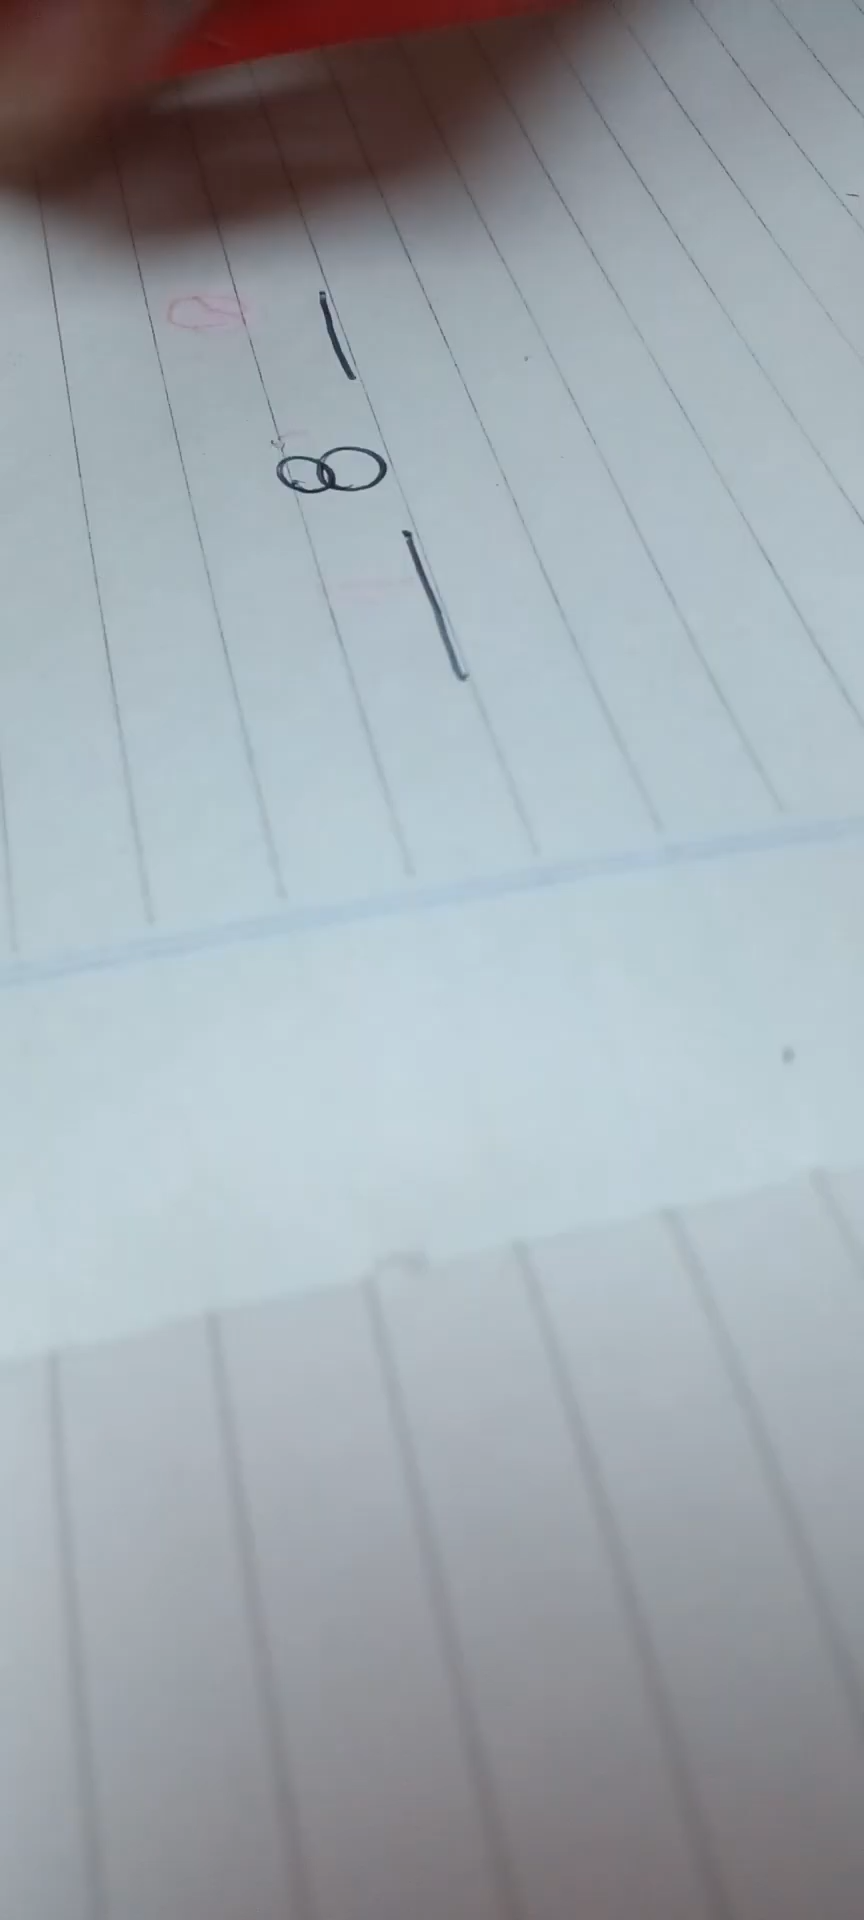 — 8 —